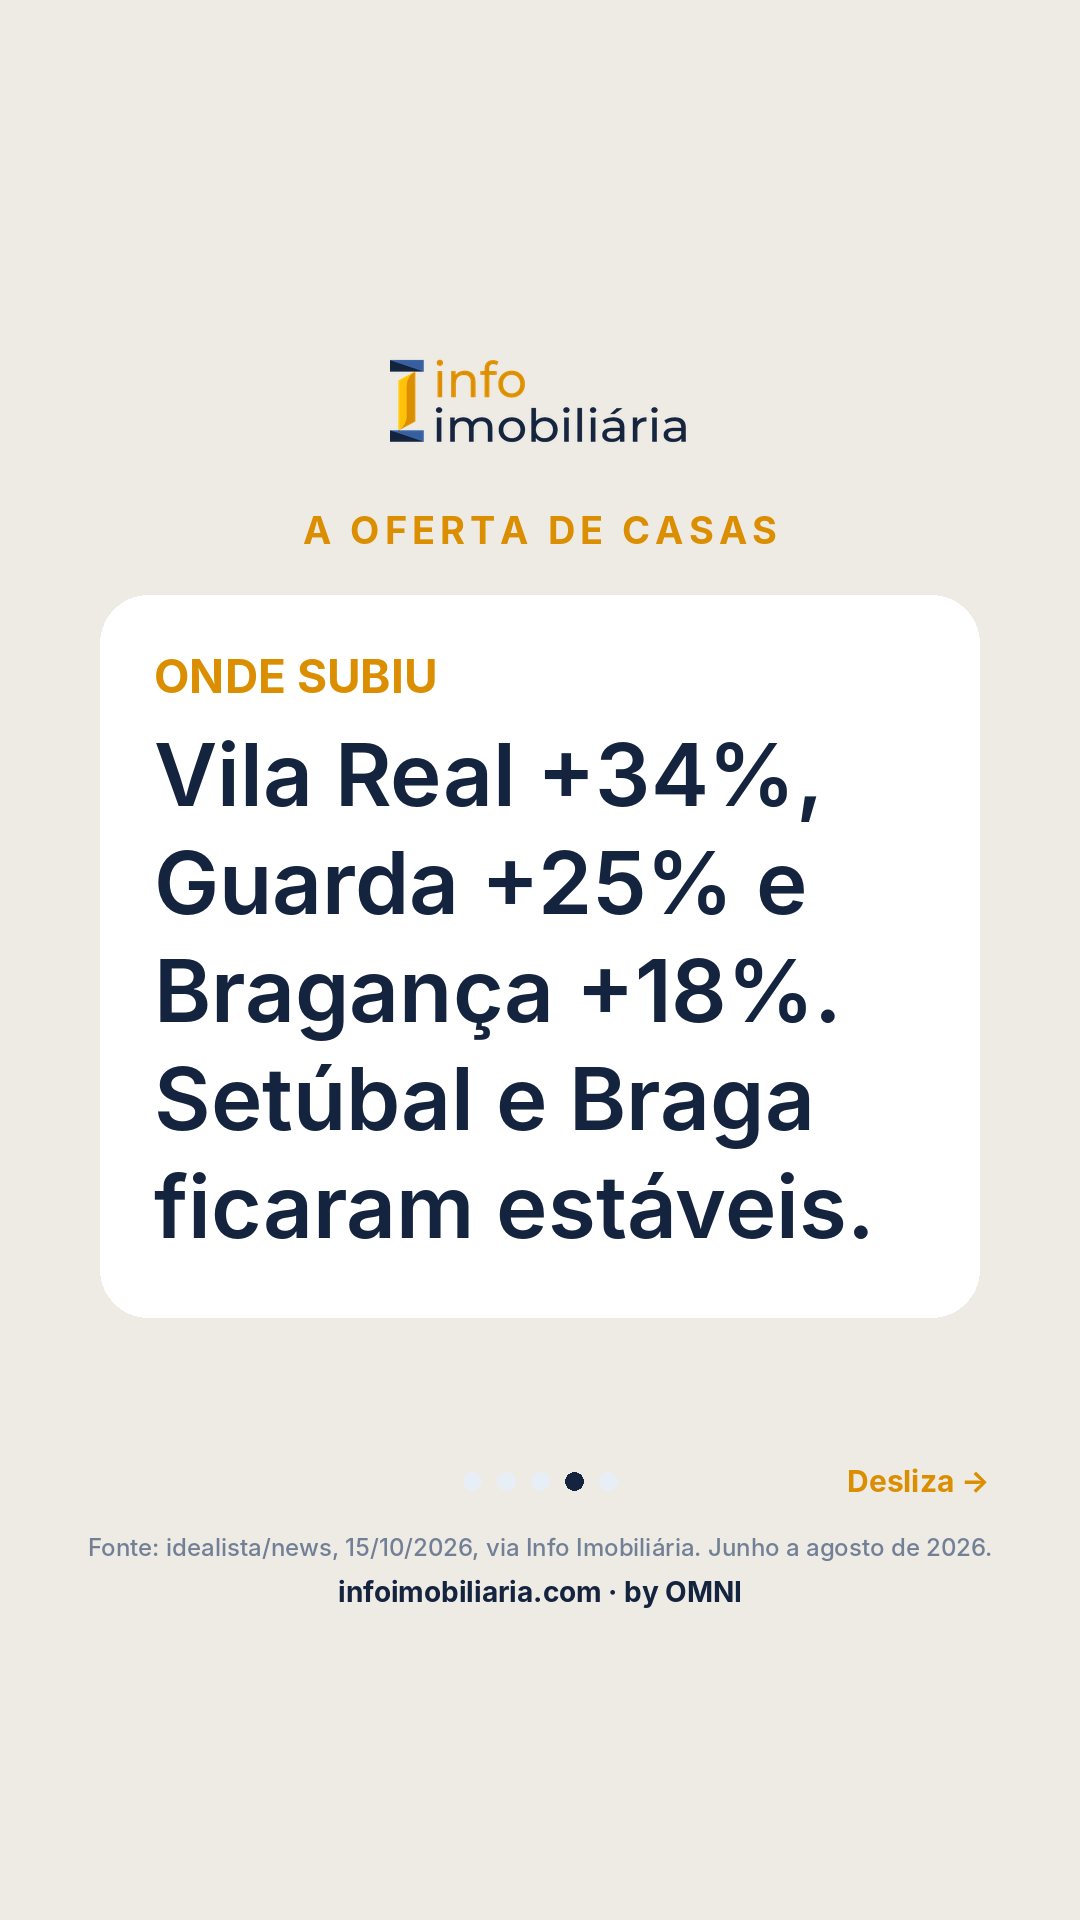 info
imobiliária
A OFERTA DE CASAS
ONDE SUBIU
Vila Real +34%,
Guarda +25% e
Bragança +18%.
Setúbal e Braga
ficaram estáveis.
Desliza →
Fonte: idealista/news, 15/10/2026, via Info Imobiliária. Junho a agosto de 2026.
infoimobiliaria.com · by OMNI